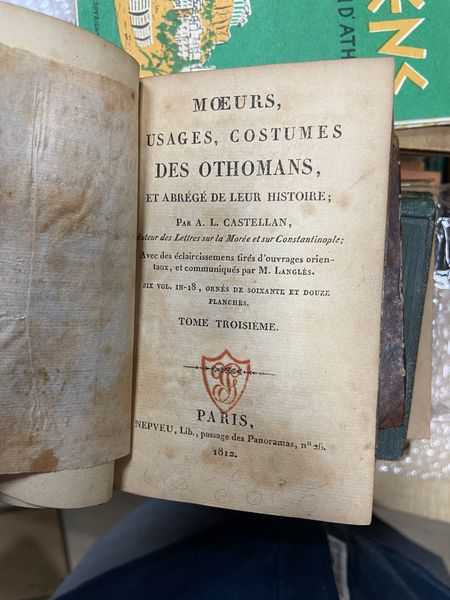 MŒURS,
USAGES, COSTUMES
DES OTHOMANS,
ET ABRÉGÉ DE LEUR HISTOIRE;
PAR A. L. CASTELLAN,
Auteur des Lettres sur la Morée et sur Constantinople;
Avec des éclaircissemens tirés d'ouvrages orien-
taux, et communiqués par M. LANGLÈS.
SIX VOL. IN-18, ORNÉS DE SOIXANTE ET DOUZE
PLANCHES.
TOME TROISIEME.
PARIS,
NEPVEU, Lib., passage des Panoramas, n° 26.
1812.
D'ATH